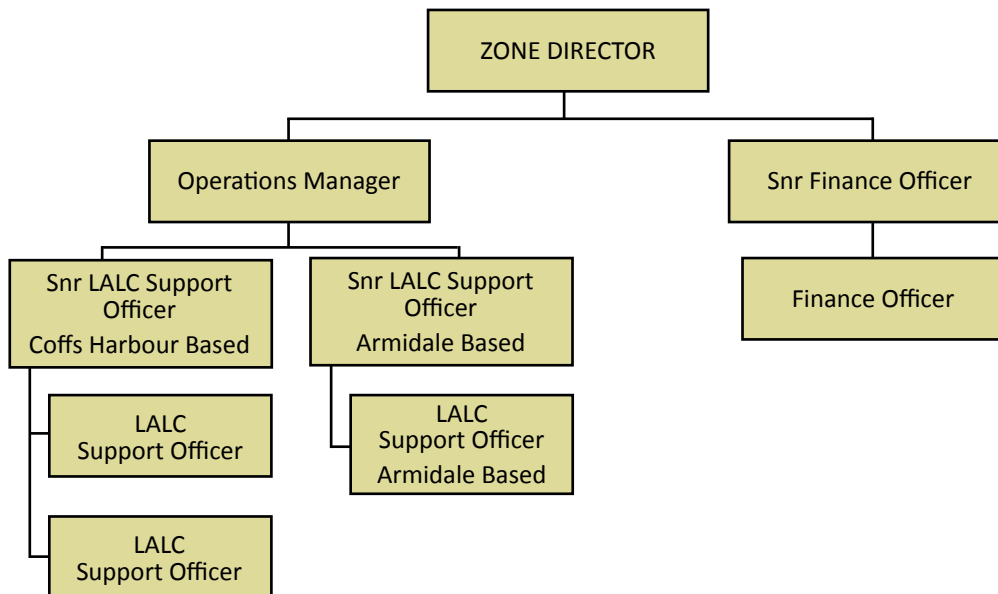 ZONE DIRECTOR
Operations Manager
Snr Finance Officer
Snr LALC Support
Officer
Coffs Harbour Based
Snr LALC Support
Officer
Armidale Based
Finance Officer
LALC
Support Officer
LALC
Support Officer
Armidale Based
LALC
Support Officer